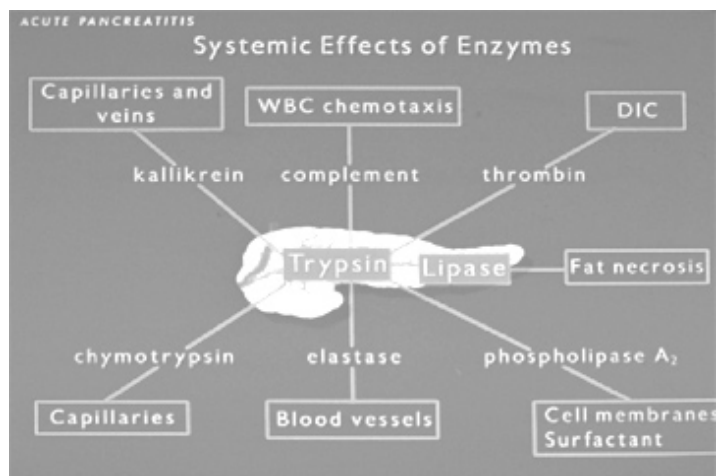 ACUTE PANCREATITIS
Systemic Effects of Enzymes
Capillaries and
veins
WBC chemotaxis
DIC
kallikrein
complement
thrombin
Trypsin
Lipase
Fat necrosis
chymotrypsin
elastase
phospholipase A₂
Capillaries
Blood vessels
Cell membranes
Surfactant